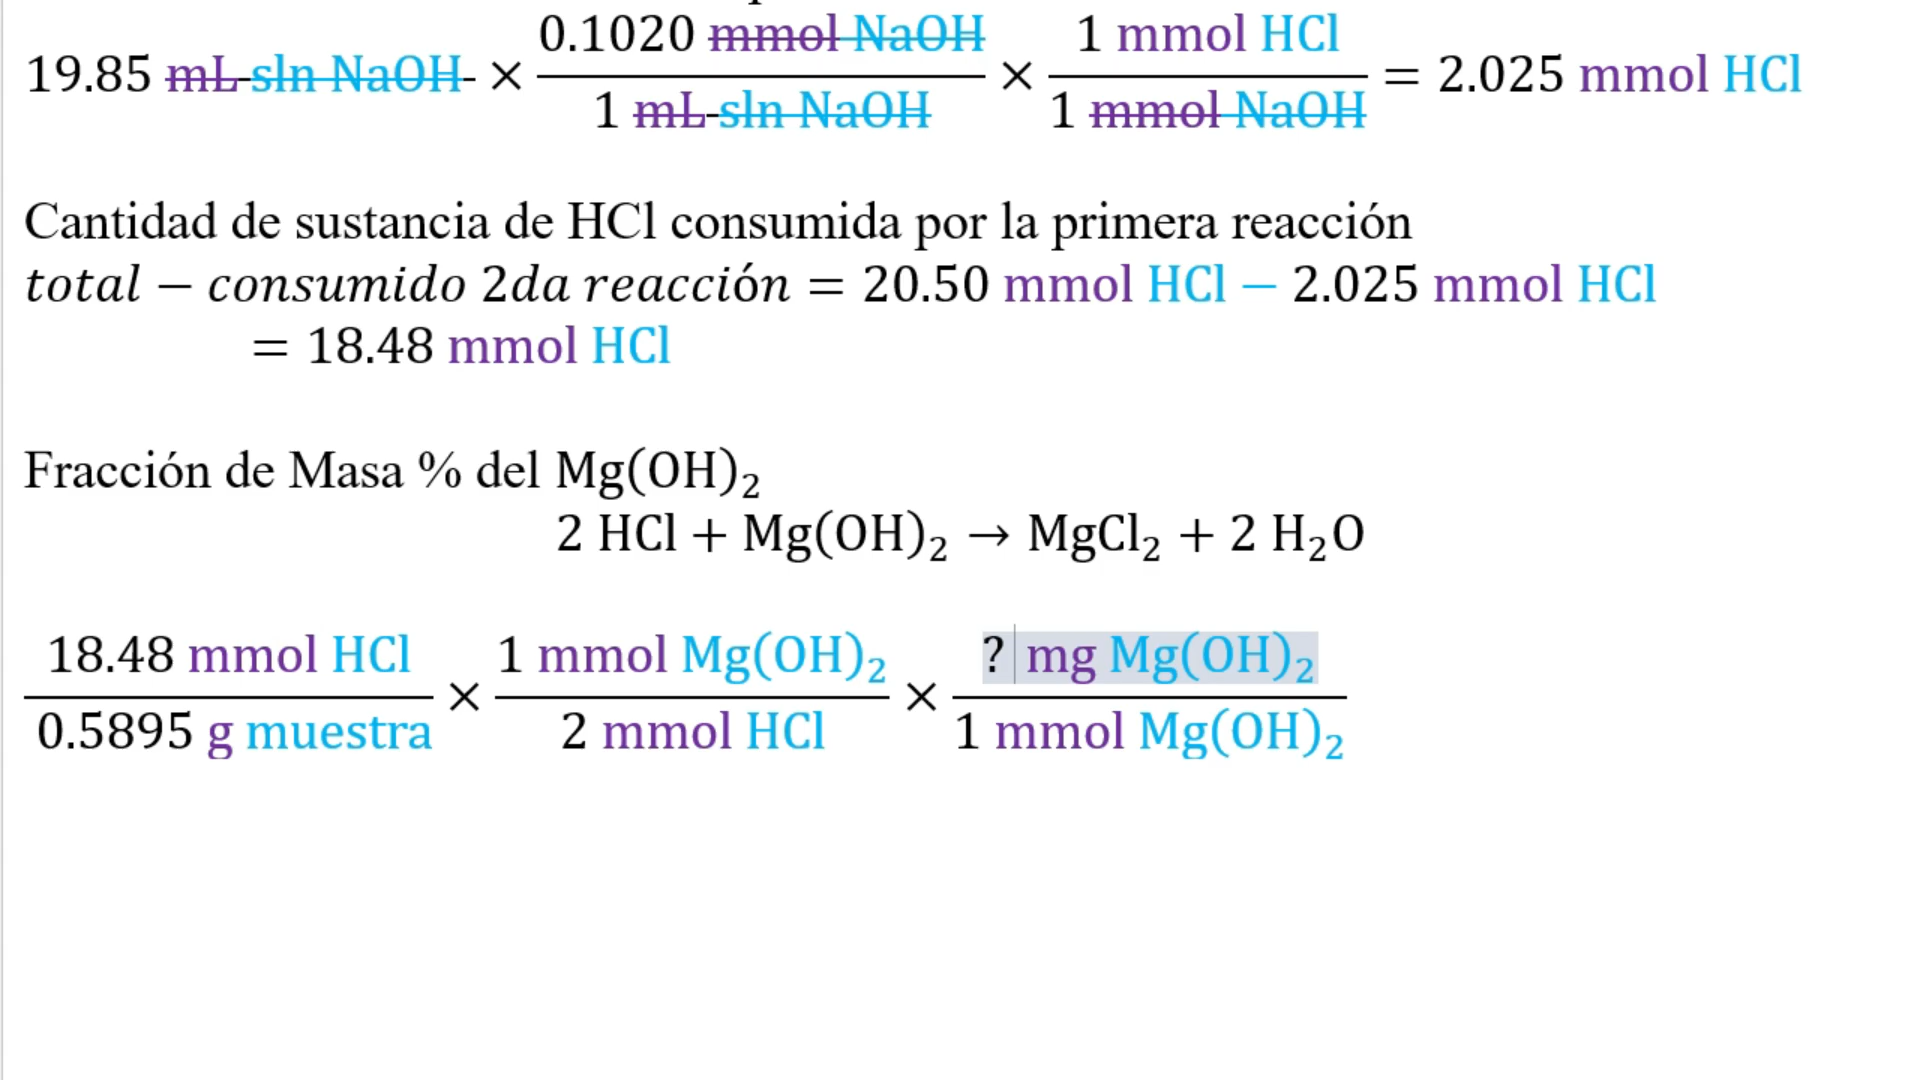 19.85 mL sln NaOH × 0.1020 mmol NaOH / 1 mL sln NaOH × 1 mmol HCl / 1 mmol NaOH = 2.025 mmol HCl
Cantidad de sustancia de HCl consumida por la primera reacción
total − consumido 2da reacción = 20.50 mmol HCl − 2.025 mmol HCl
= 18.48 mmol HCl
Fracción de Masa % del Mg(OH)₂
2 HCl + Mg(OH)₂ → MgCl₂ + 2 H₂O
18.48 mmol HCl / 0.5895 g muestra × 1 mmol Mg(OH)₂ / 2 mmol HCl × ? mg Mg(OH)₂ / 1 mmol Mg(OH)₂